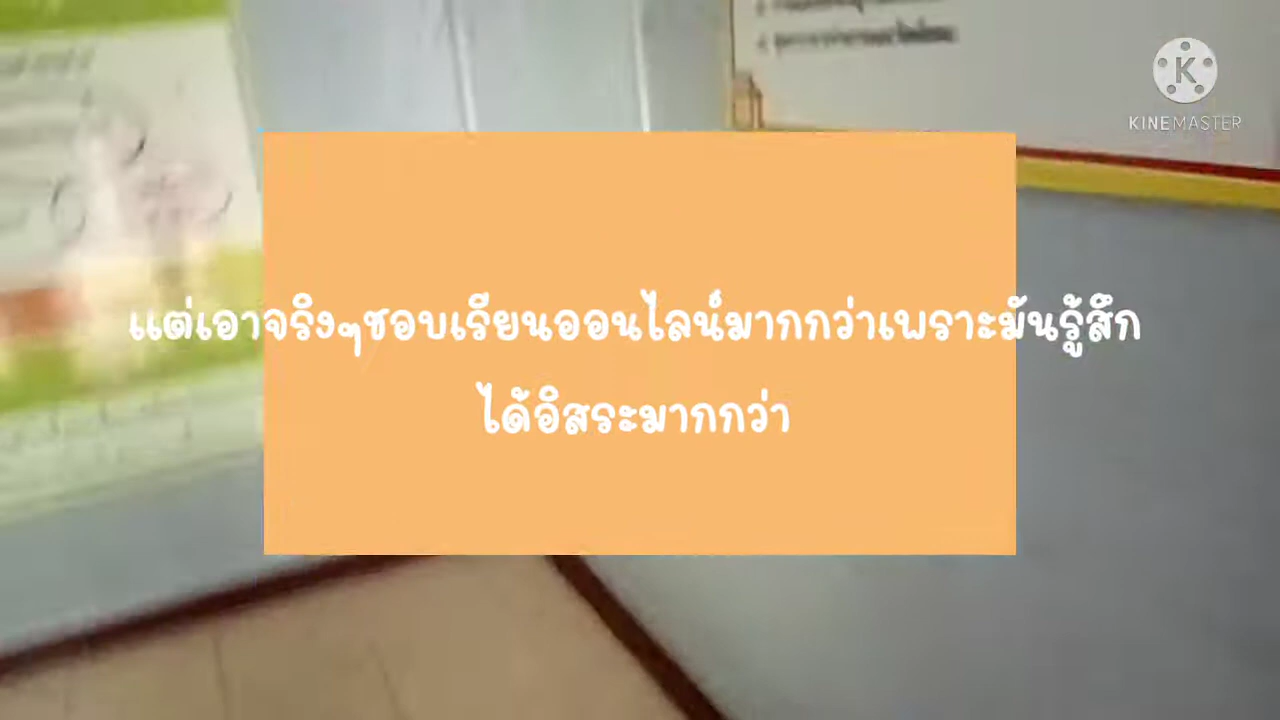 KINEMASTER
แต่เอาจริงๆชอบเรียนออนไลน์มากกว่าเพราะมันรู้สึก
ได้อิสระมากกว่า